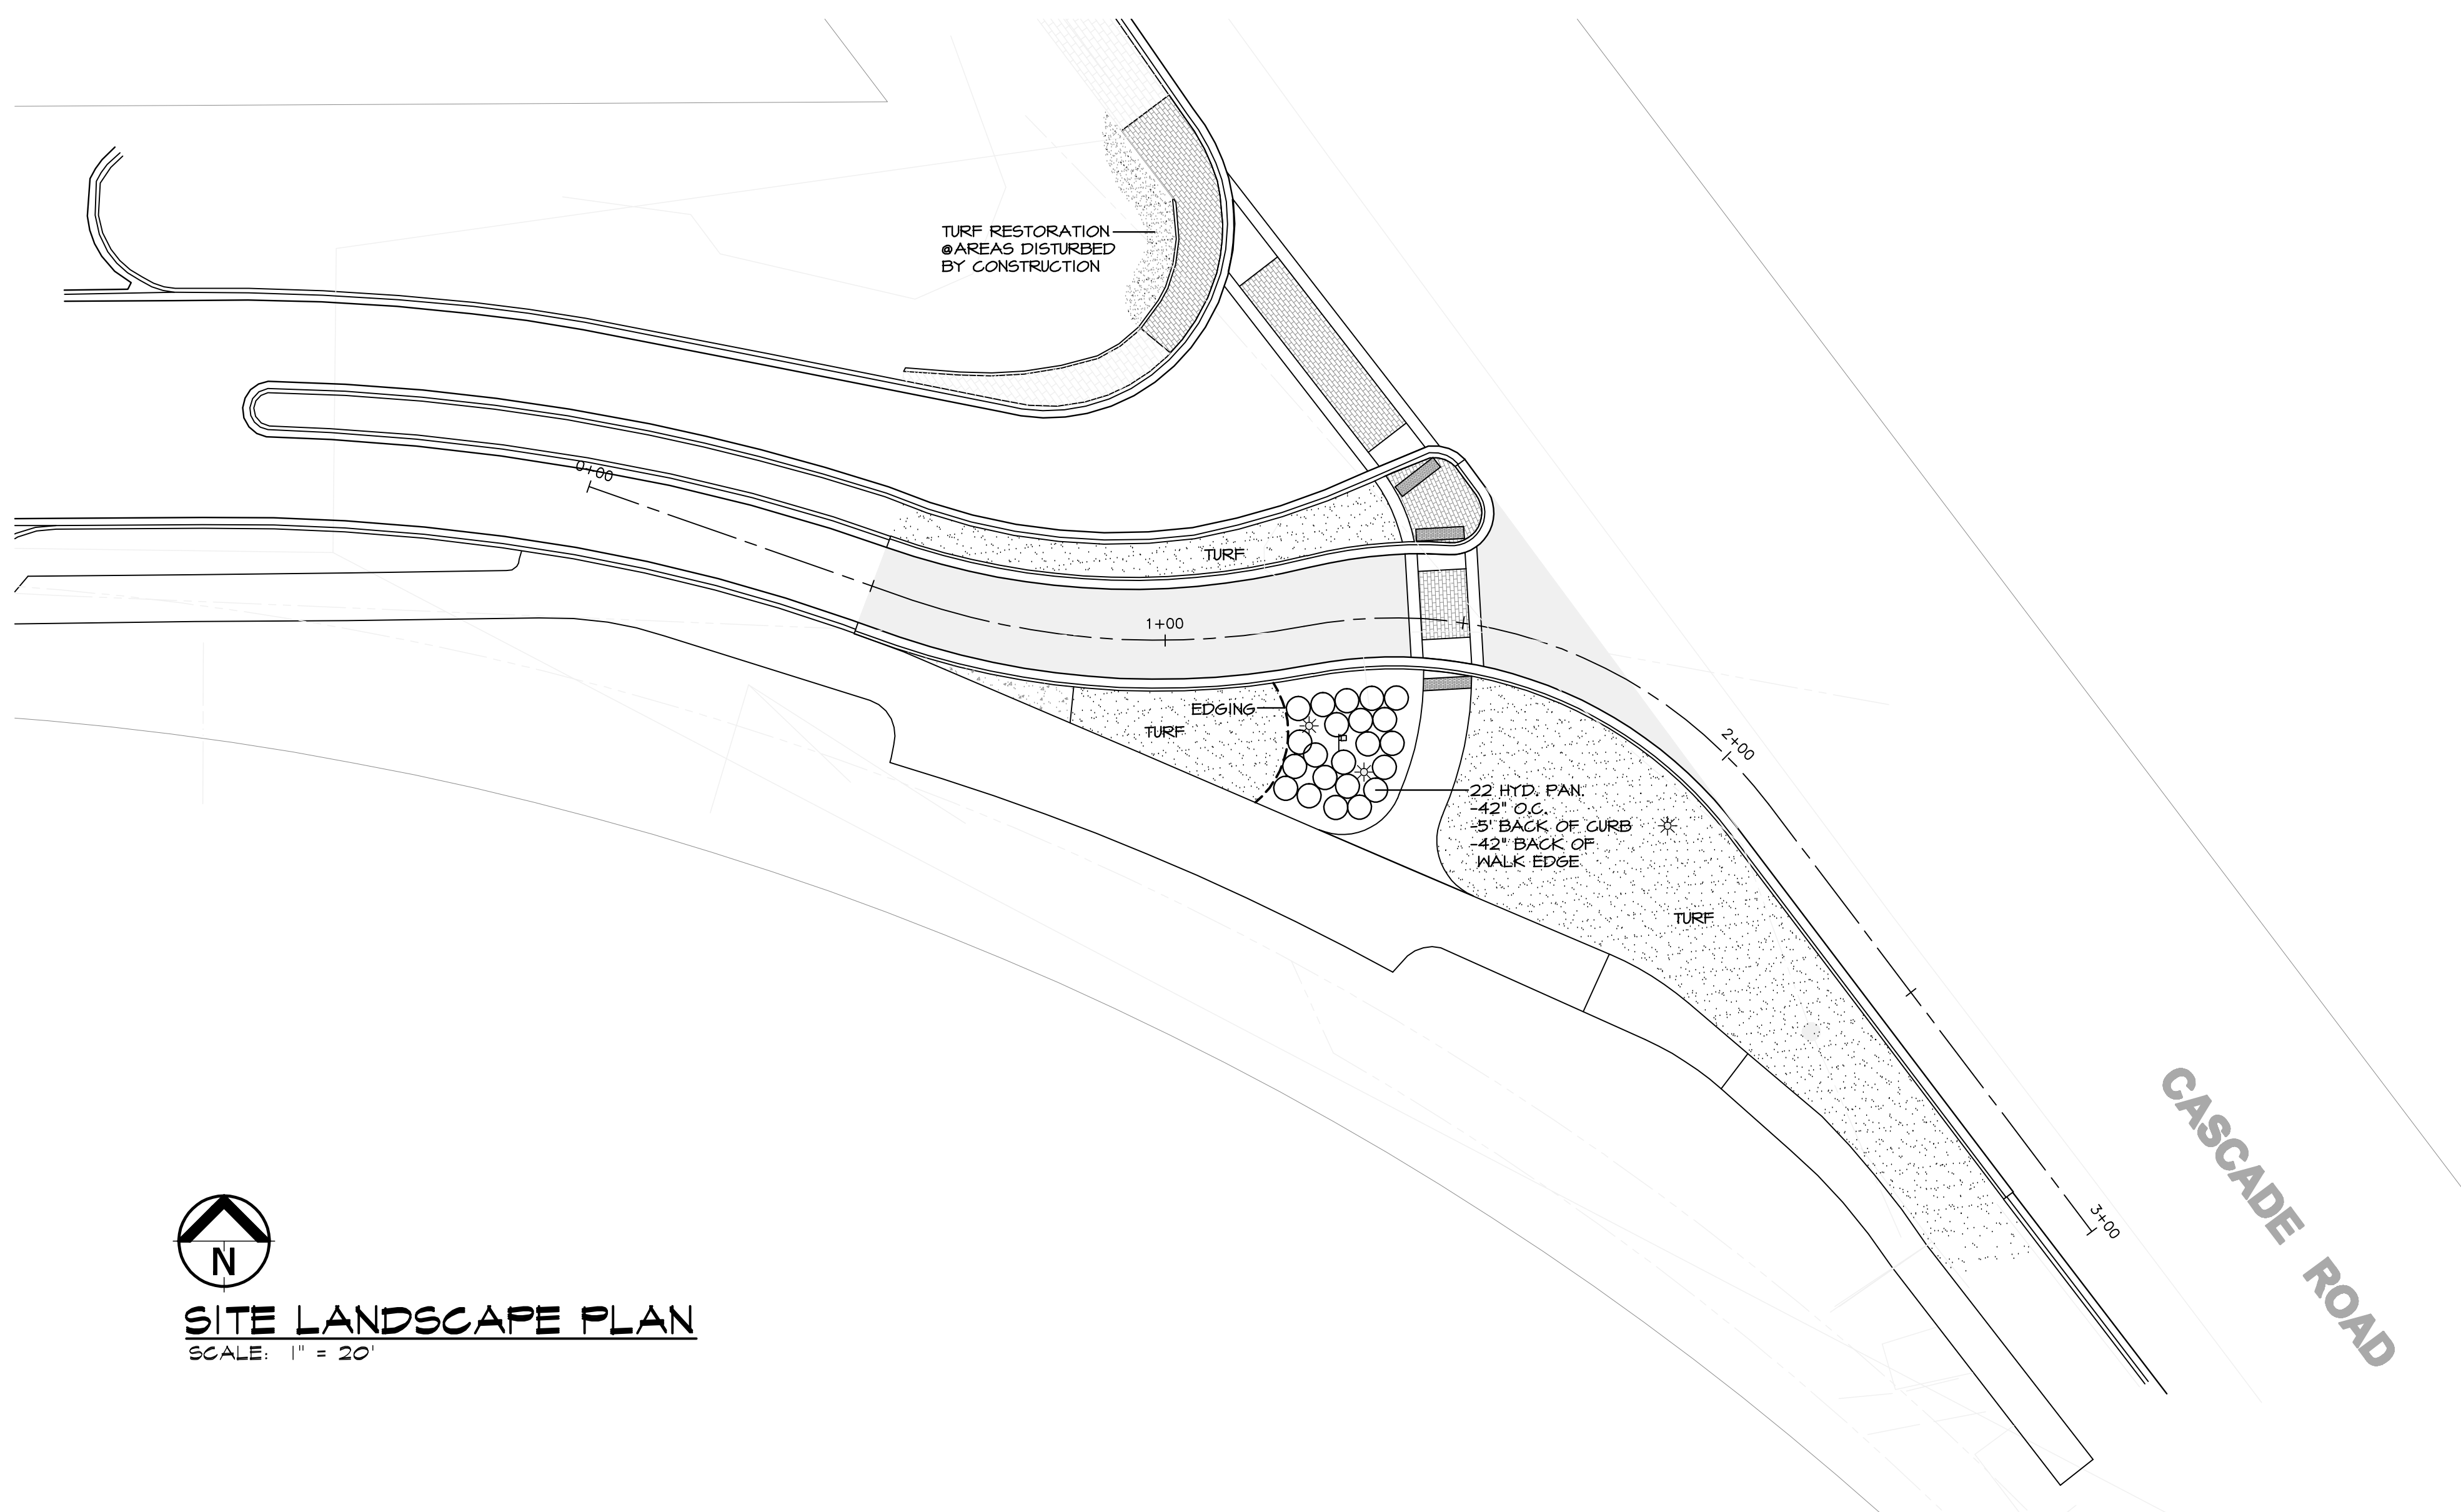 TURF RESTORATION
@AREAS DISTURBED
BY CONSTRUCTION
0+00
TURF
1+00
EDGING
TURF
2+00
22 HYD. PAN.
-42" O.C.
-5' BACK OF CURB
-42" BACK OF
WALK EDGE
TURF
3+00
CASCADE ROAD
N
SITE LANDSCAPE PLAN
SCALE: 1" = 20'